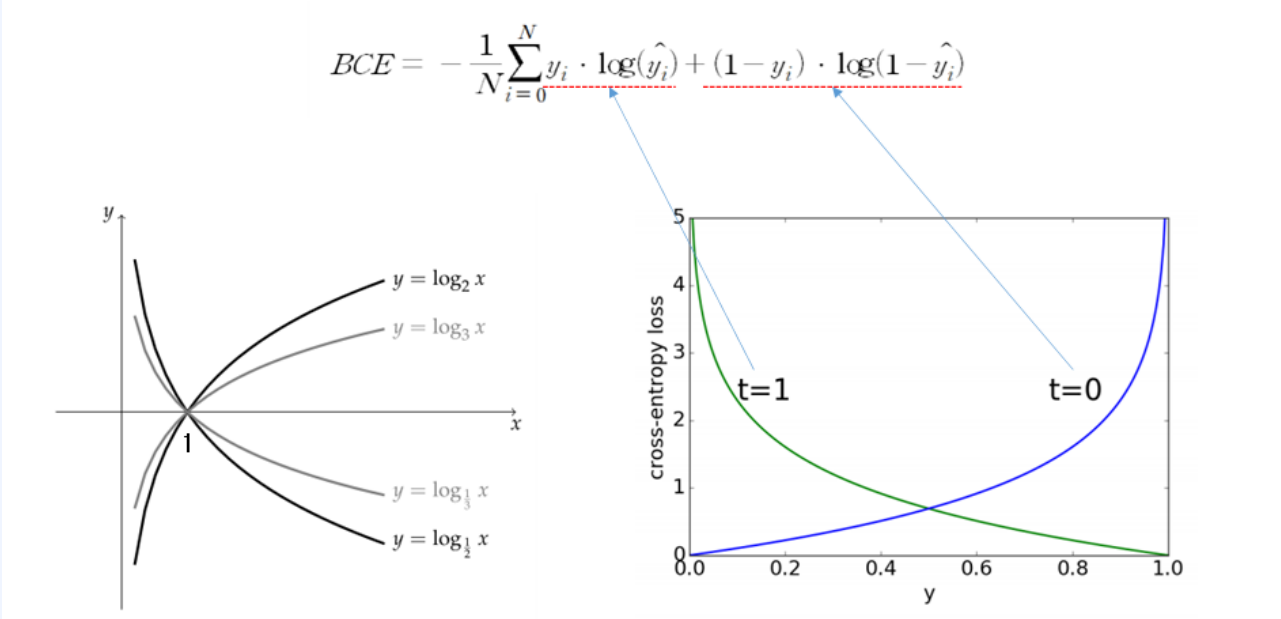 BCE = −1/N ∑_{i=0}^{N} y_i · log(ŷ_i) + (1 − y_i) · log(1 − ŷ_i)
y
y = log₂ x
y = log₃ x
x
1
y = log_{1/3} x
y = log_{1/2} x
5
4
3
2
1
0
cross-entropy loss
t=1
t=0
0.0 0.2 0.4 0.6 0.8 1.0
y